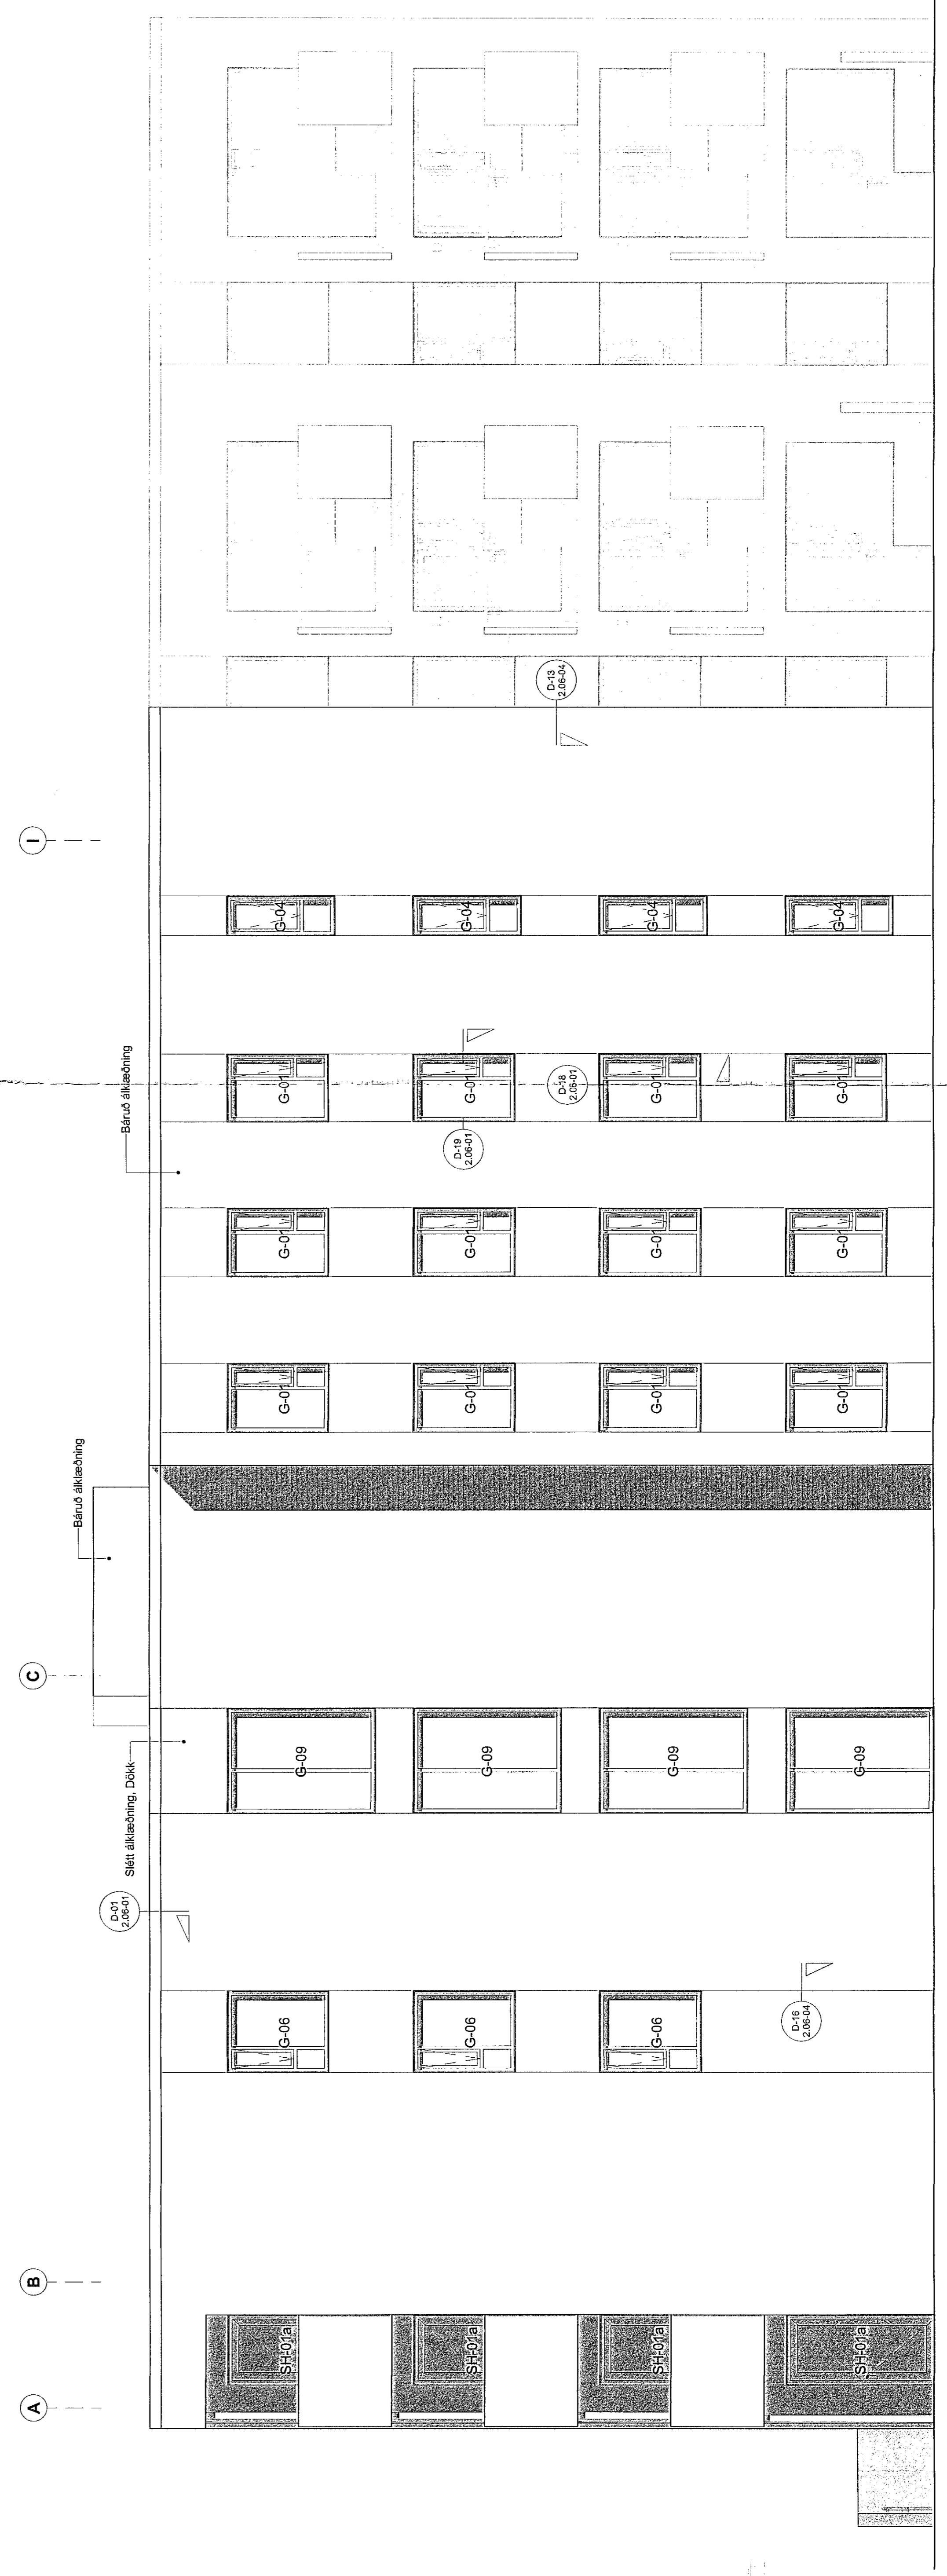 A
B
C
I
Báruð álklæðning
D-01
2.06-01
Slétt álklæðning, Dökk
Báruð álklæðning
SH-01a
G-06
G-09
G-01
G-01
G-01
G-04
SH-01a
G-06
G-09
G-01
G-01
D-19
2.06-01
G-01
G-04
D-13
2.06-04
D-18
2.06-01
SH-01a
G-06
G-09
G-01
G-01
G-01
G-04
SH-01a
D-16
2.06-04
G-09
G-01
G-01
G-01
G-04